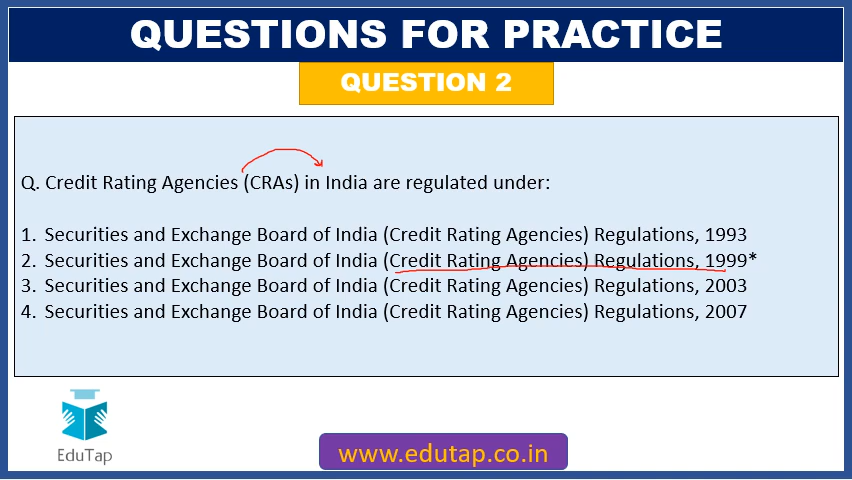 QUESTIONS FOR PRACTICE
QUESTION 2
Q. Credit Rating Agencies (CRAs) in India are regulated under:
1. Securities and Exchange Board of India (Credit Rating Agencies) Regulations, 1993
2. Securities and Exchange Board of India (Credit Rating Agencies) Regulations, 1999*
3. Securities and Exchange Board of India (Credit Rating Agencies) Regulations, 2003
4. Securities and Exchange Board of India (Credit Rating Agencies) Regulations, 2007
EduTap
www.edutap.co.in